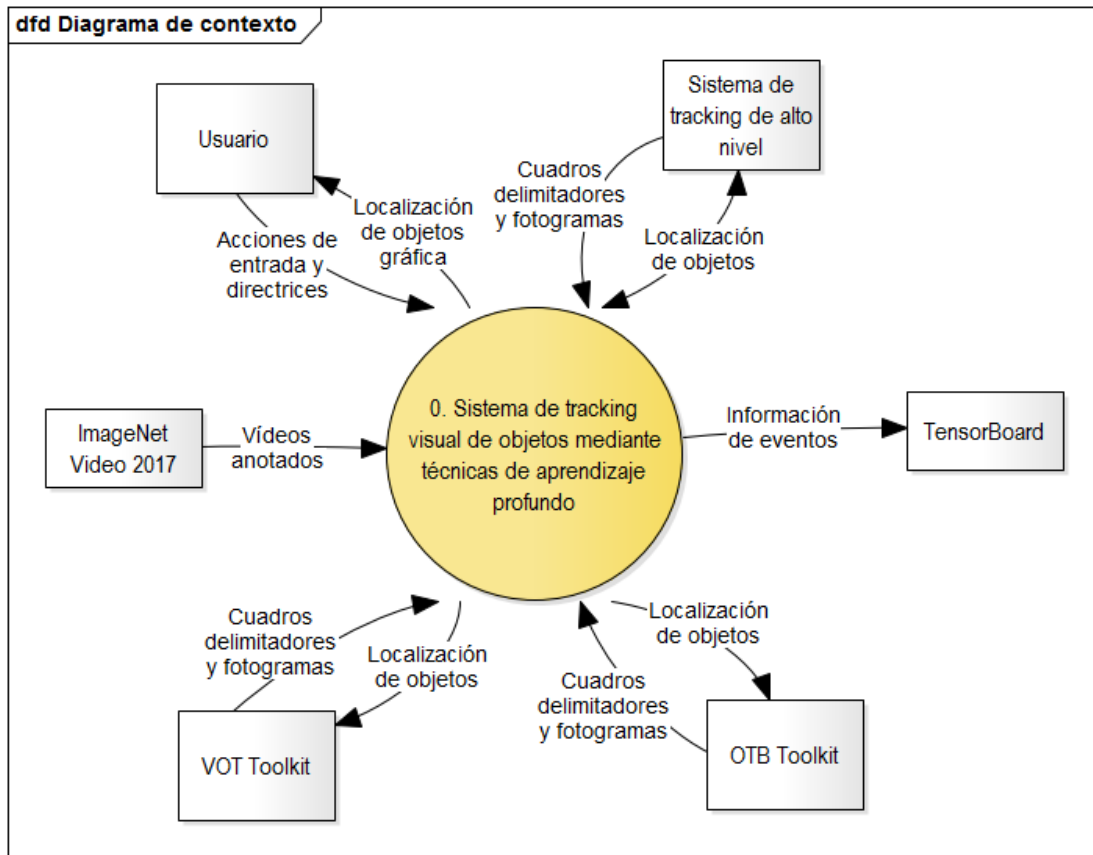 dfd Diagrama de contexto
Usuario
Sistema de
tracking de alto
nivel
Cuadros
delimitadores
y fotogramas
Localización
de objetos
gráfica
Acciones de
entrada y
directrices
Localización
de objetos
ImageNet
Video 2017
Vídeos
anotados
0. Sistema de tracking
visual de objetos mediante
técnicas de aprendizaje
profundo
Información
de eventos
TensorBoard
Cuadros
delimitadores
y fotogramas
Localización
de objetos
Localización
de objetos
Cuadros
delimitadores
y fotogramas
VOT Toolkit
OTB Toolkit